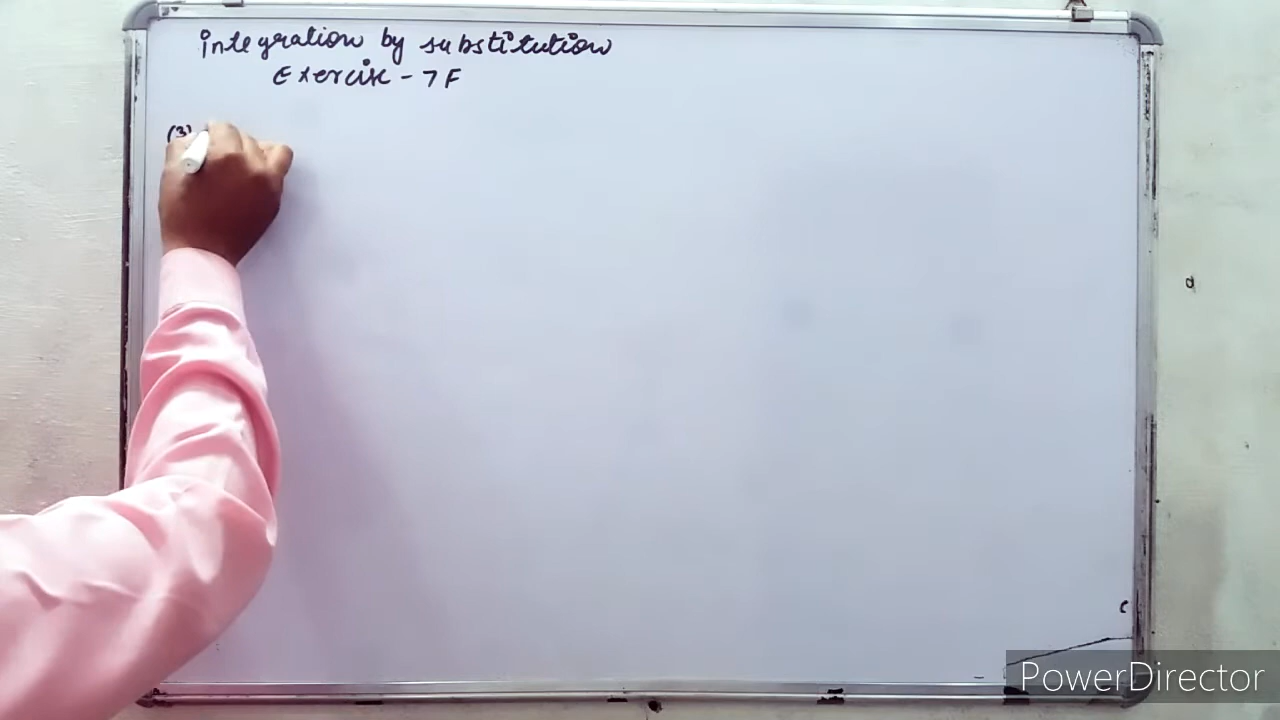 integration by substitution
Exercise - 7F
(3)
PowerDirector